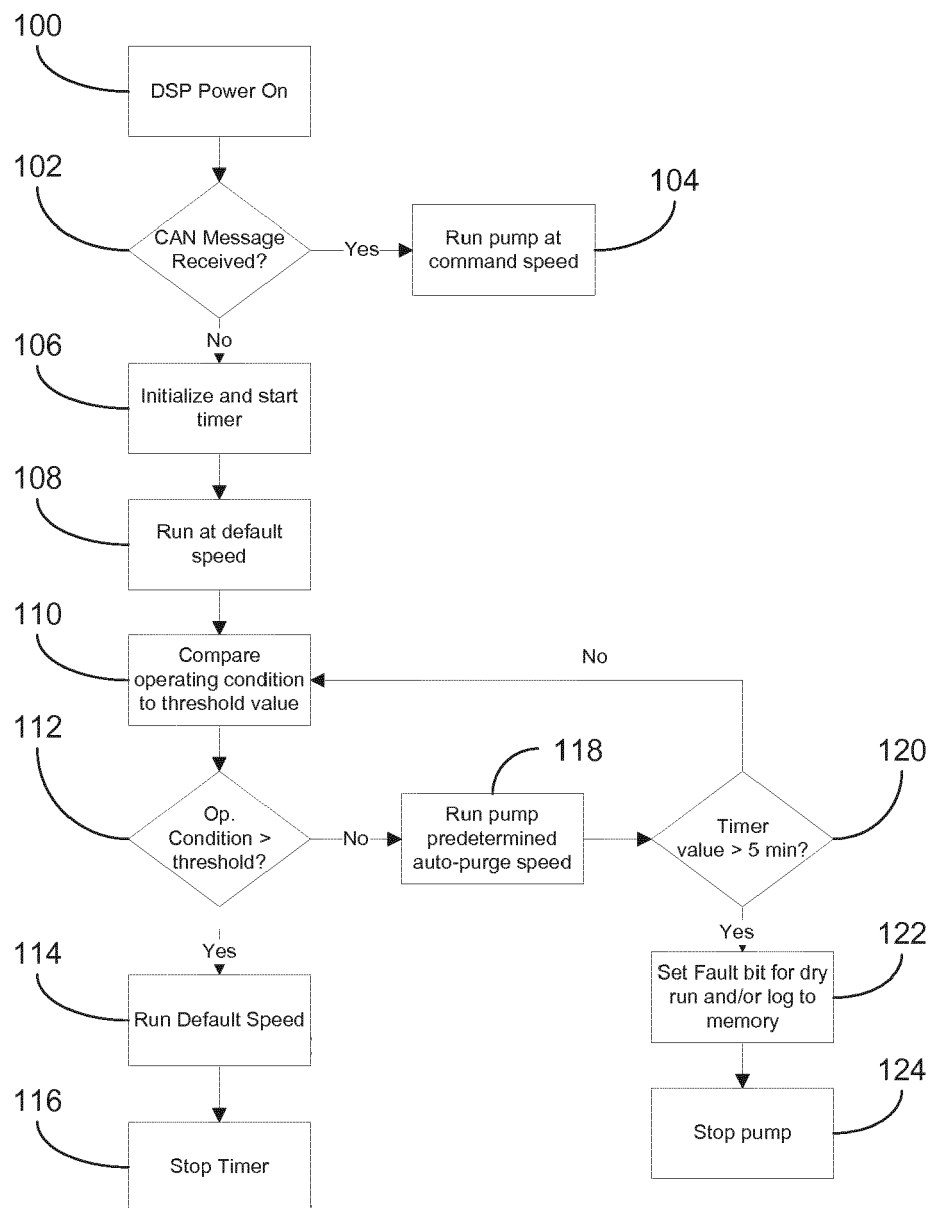 100
DSP Power On
102
CAN Message
Received?
Yes
104
Run pump at
command speed
No
106
Initialize and start
timer
108
Run at default
speed
110
Compare
operating condition
to threshold value
No
112
Op.
Condition >
threshold?
No
118
Run pump
predetermined
auto-purge speed
120
Timer
value > 5 min?
Yes
114
Run Default Speed
Yes
122
Set Fault bit for dry
run and/or log to
memory
116
Stop Timer
124
Stop pump